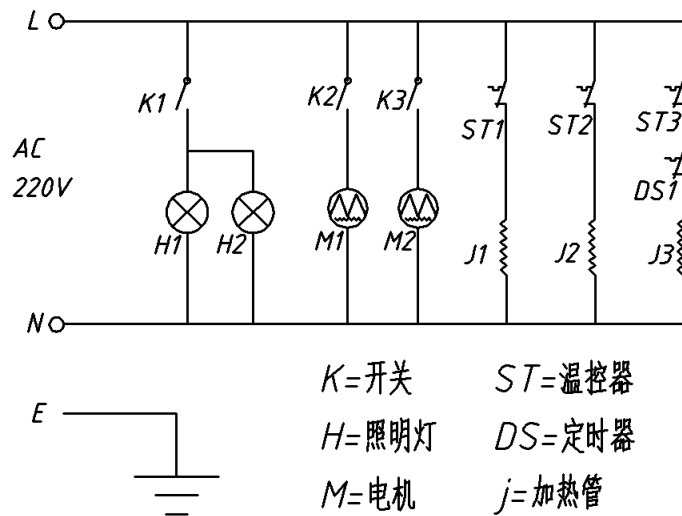 L
K1 K2 K3 ST1 ST2 ST3
AC
220V
DS1
H1 H2 M1 M2 J1 J2 J3
N
K=开关 ST=温控器
E
H=照明灯 DS=定时器
M=电机 j=加热管